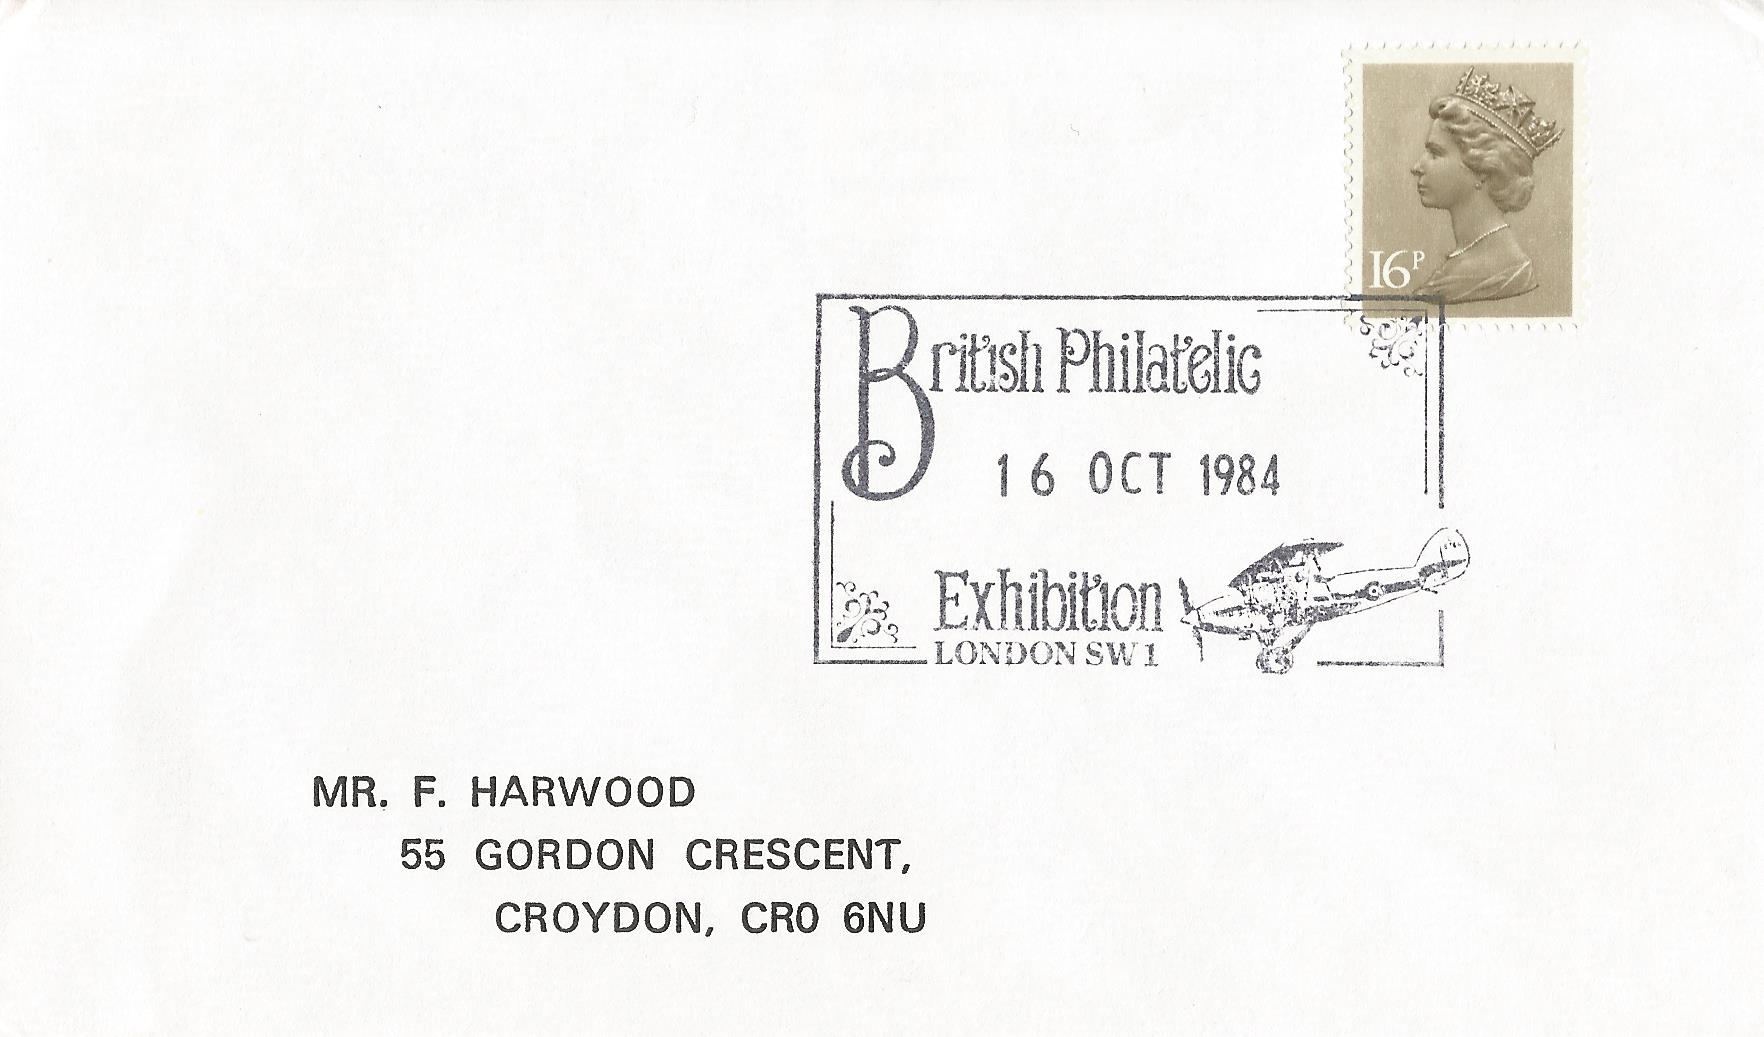 16P
British Philatelic
16 OCT 1984
Exhibition
LONDON SW1
MR. F. HARWOOD
55 GORDON CRESCENT,
CROYDON, CR0 6NU